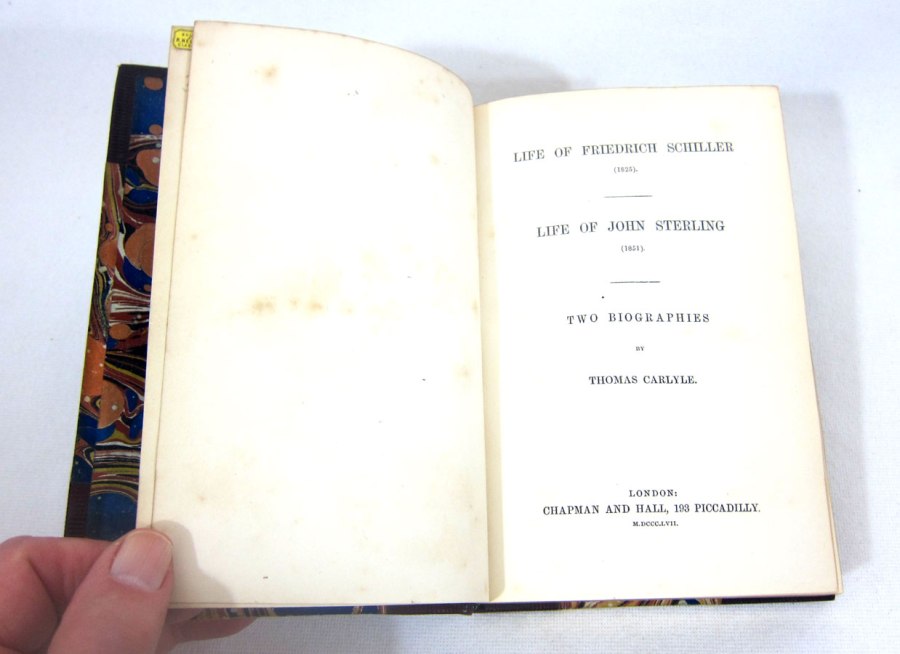 LIFE OF FRIEDRICH SCHILLER
(1825).
LIFE OF JOHN STERLING
(1851).
TWO BIOGRAPHIES
BY
THOMAS CARLYLE.
LONDON:
CHAPMAN AND HALL, 193 PICCADILLY.
M.DCCC.LVII.